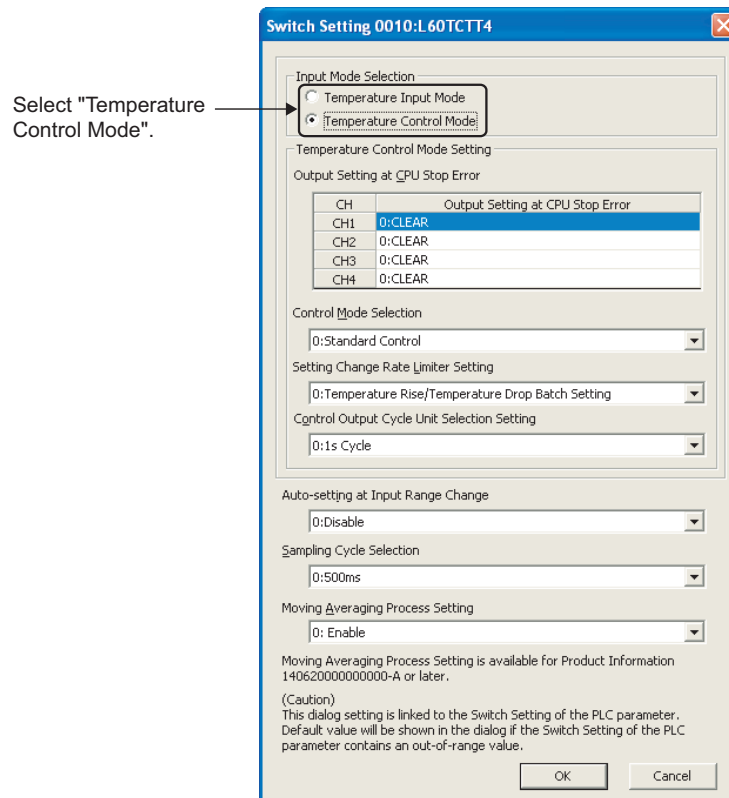 Switch Setting 0010:L60TCTT4
Input Mode Selection
Temperature Input Mode
Temperature Control Mode
Select "Temperature
Control Mode".
Temperature Control Mode Setting
Output Setting at CPU Stop Error
CH Output Setting at CPU Stop Error
CH1 0:CLEAR
CH2 0:CLEAR
CH3 0:CLEAR
CH4 0:CLEAR
Control Mode Selection
0:Standard Control
Setting Change Rate Limiter Setting
0:Temperature Rise/Temperature Drop Batch Setting
Control Output Cycle Unit Selection Setting
0:1s Cycle
Auto-setting at Input Range Change
0:Disable
Sampling Cycle Selection
0:500ms
Moving Averaging Process Setting
0: Enable
Moving Averaging Process Setting is available for Product Information
140620000000000-A or later.
(Caution)
This dialog setting is linked to the Switch Setting of the PLC parameter.
Default value will be shown in the dialog if the Switch Setting of the PLC
parameter contains an out-of-range value.
OK Cancel